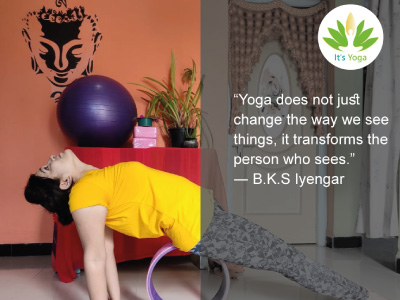 It's Yoga
“Yoga does not just
change the way we see
things, it transforms the
person who sees.”
— B.K.S Iyengar